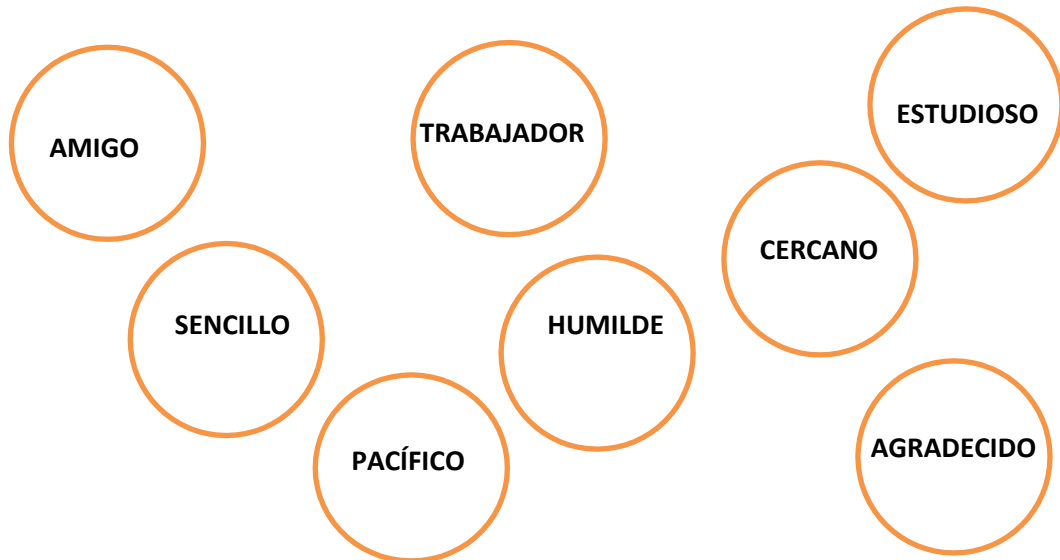 ESTUDIOSO
TRABAJADOR
AMIGO
CERCANO
SENCILLO
HUMILDE
AGRADECIDO
PACÍFICO